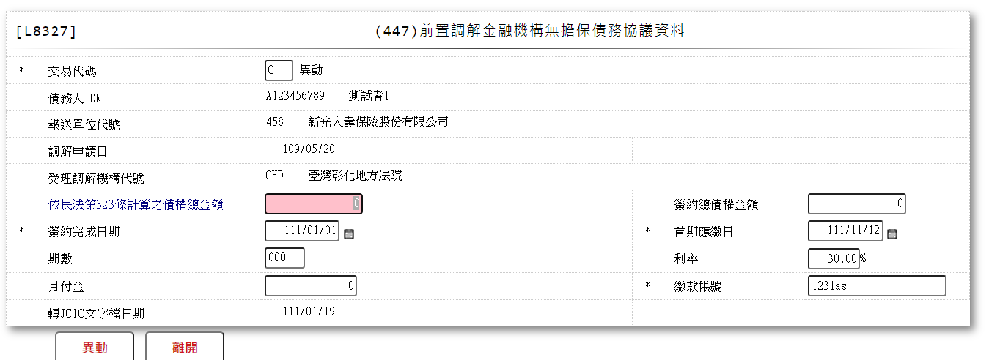 [L8327] (447)前置調解金融機構無擔保債務協議資料
* 交易代碼 C 異動
債務人IDN A123456789 測試者1
報送單位代號 458 新光人壽保險股份有限公司
調解申請日 109/05/20
受理調解機構代號 CHD 臺灣彰化地方法院
依民法第323條計算之債權總金額 0 簽約總債權金額 0
* 簽約完成日期 111/01/01 * 首期應繳日 111/11/12
期數 000 利率 30.00%
月付金 0 * 繳款帳號 1231as
轉JCIC文字檔日期 111/01/19
異動 離開